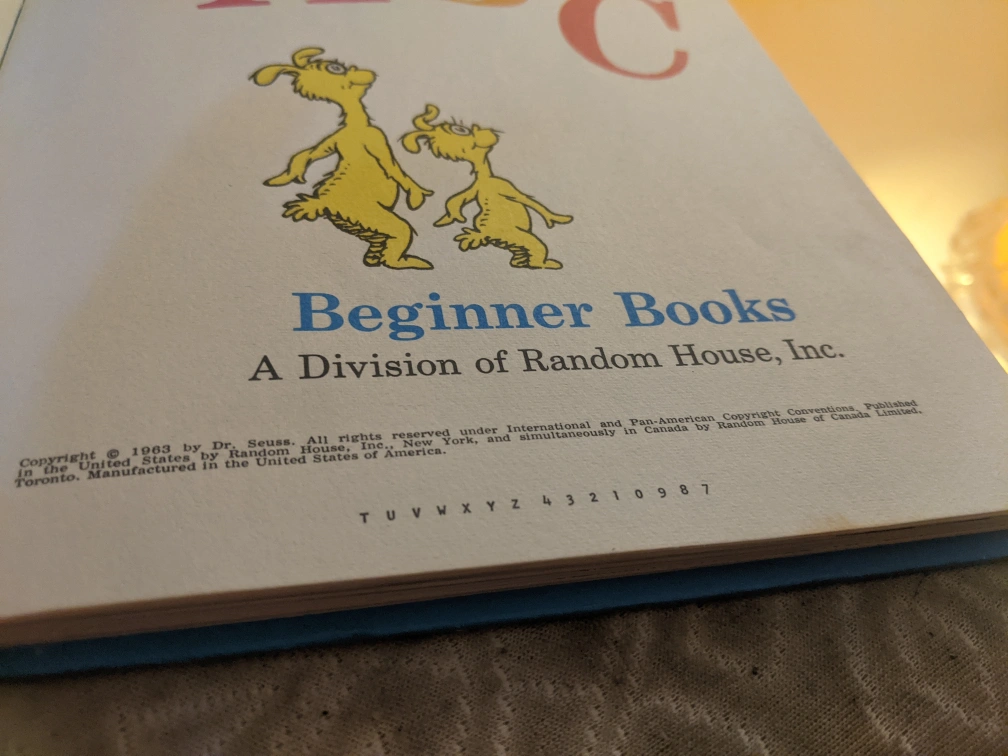 C
Beginner Books
A Division of Random House, Inc.
Copyright © 1963 by Dr. Seuss. All rights reserved under International and Pan-American Copyright Conventions. Published
in the United States by Random House, Inc., New York, and simultaneously in Canada by Random House of Canada Limited,
Toronto. Manufactured in the United States of America.
T U V W X Y Z 4 3 2 1 0 9 8 7